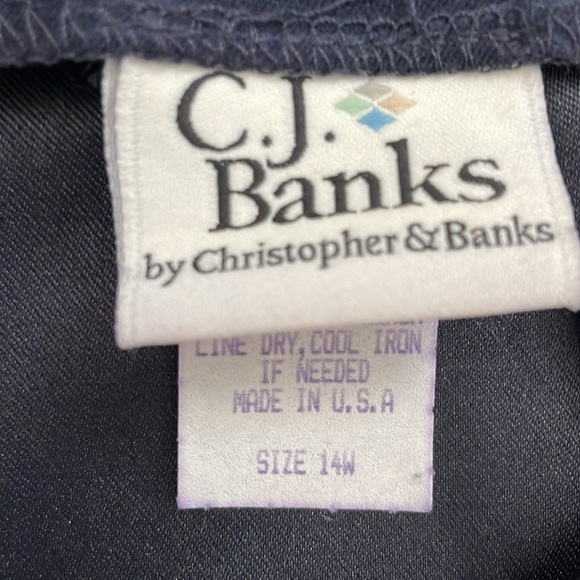 C.J.
Banks
by Christopher & Banks
LINE DRY, COOL IRON
IF NEEDED
MADE IN U.S.A
SIZE 14W